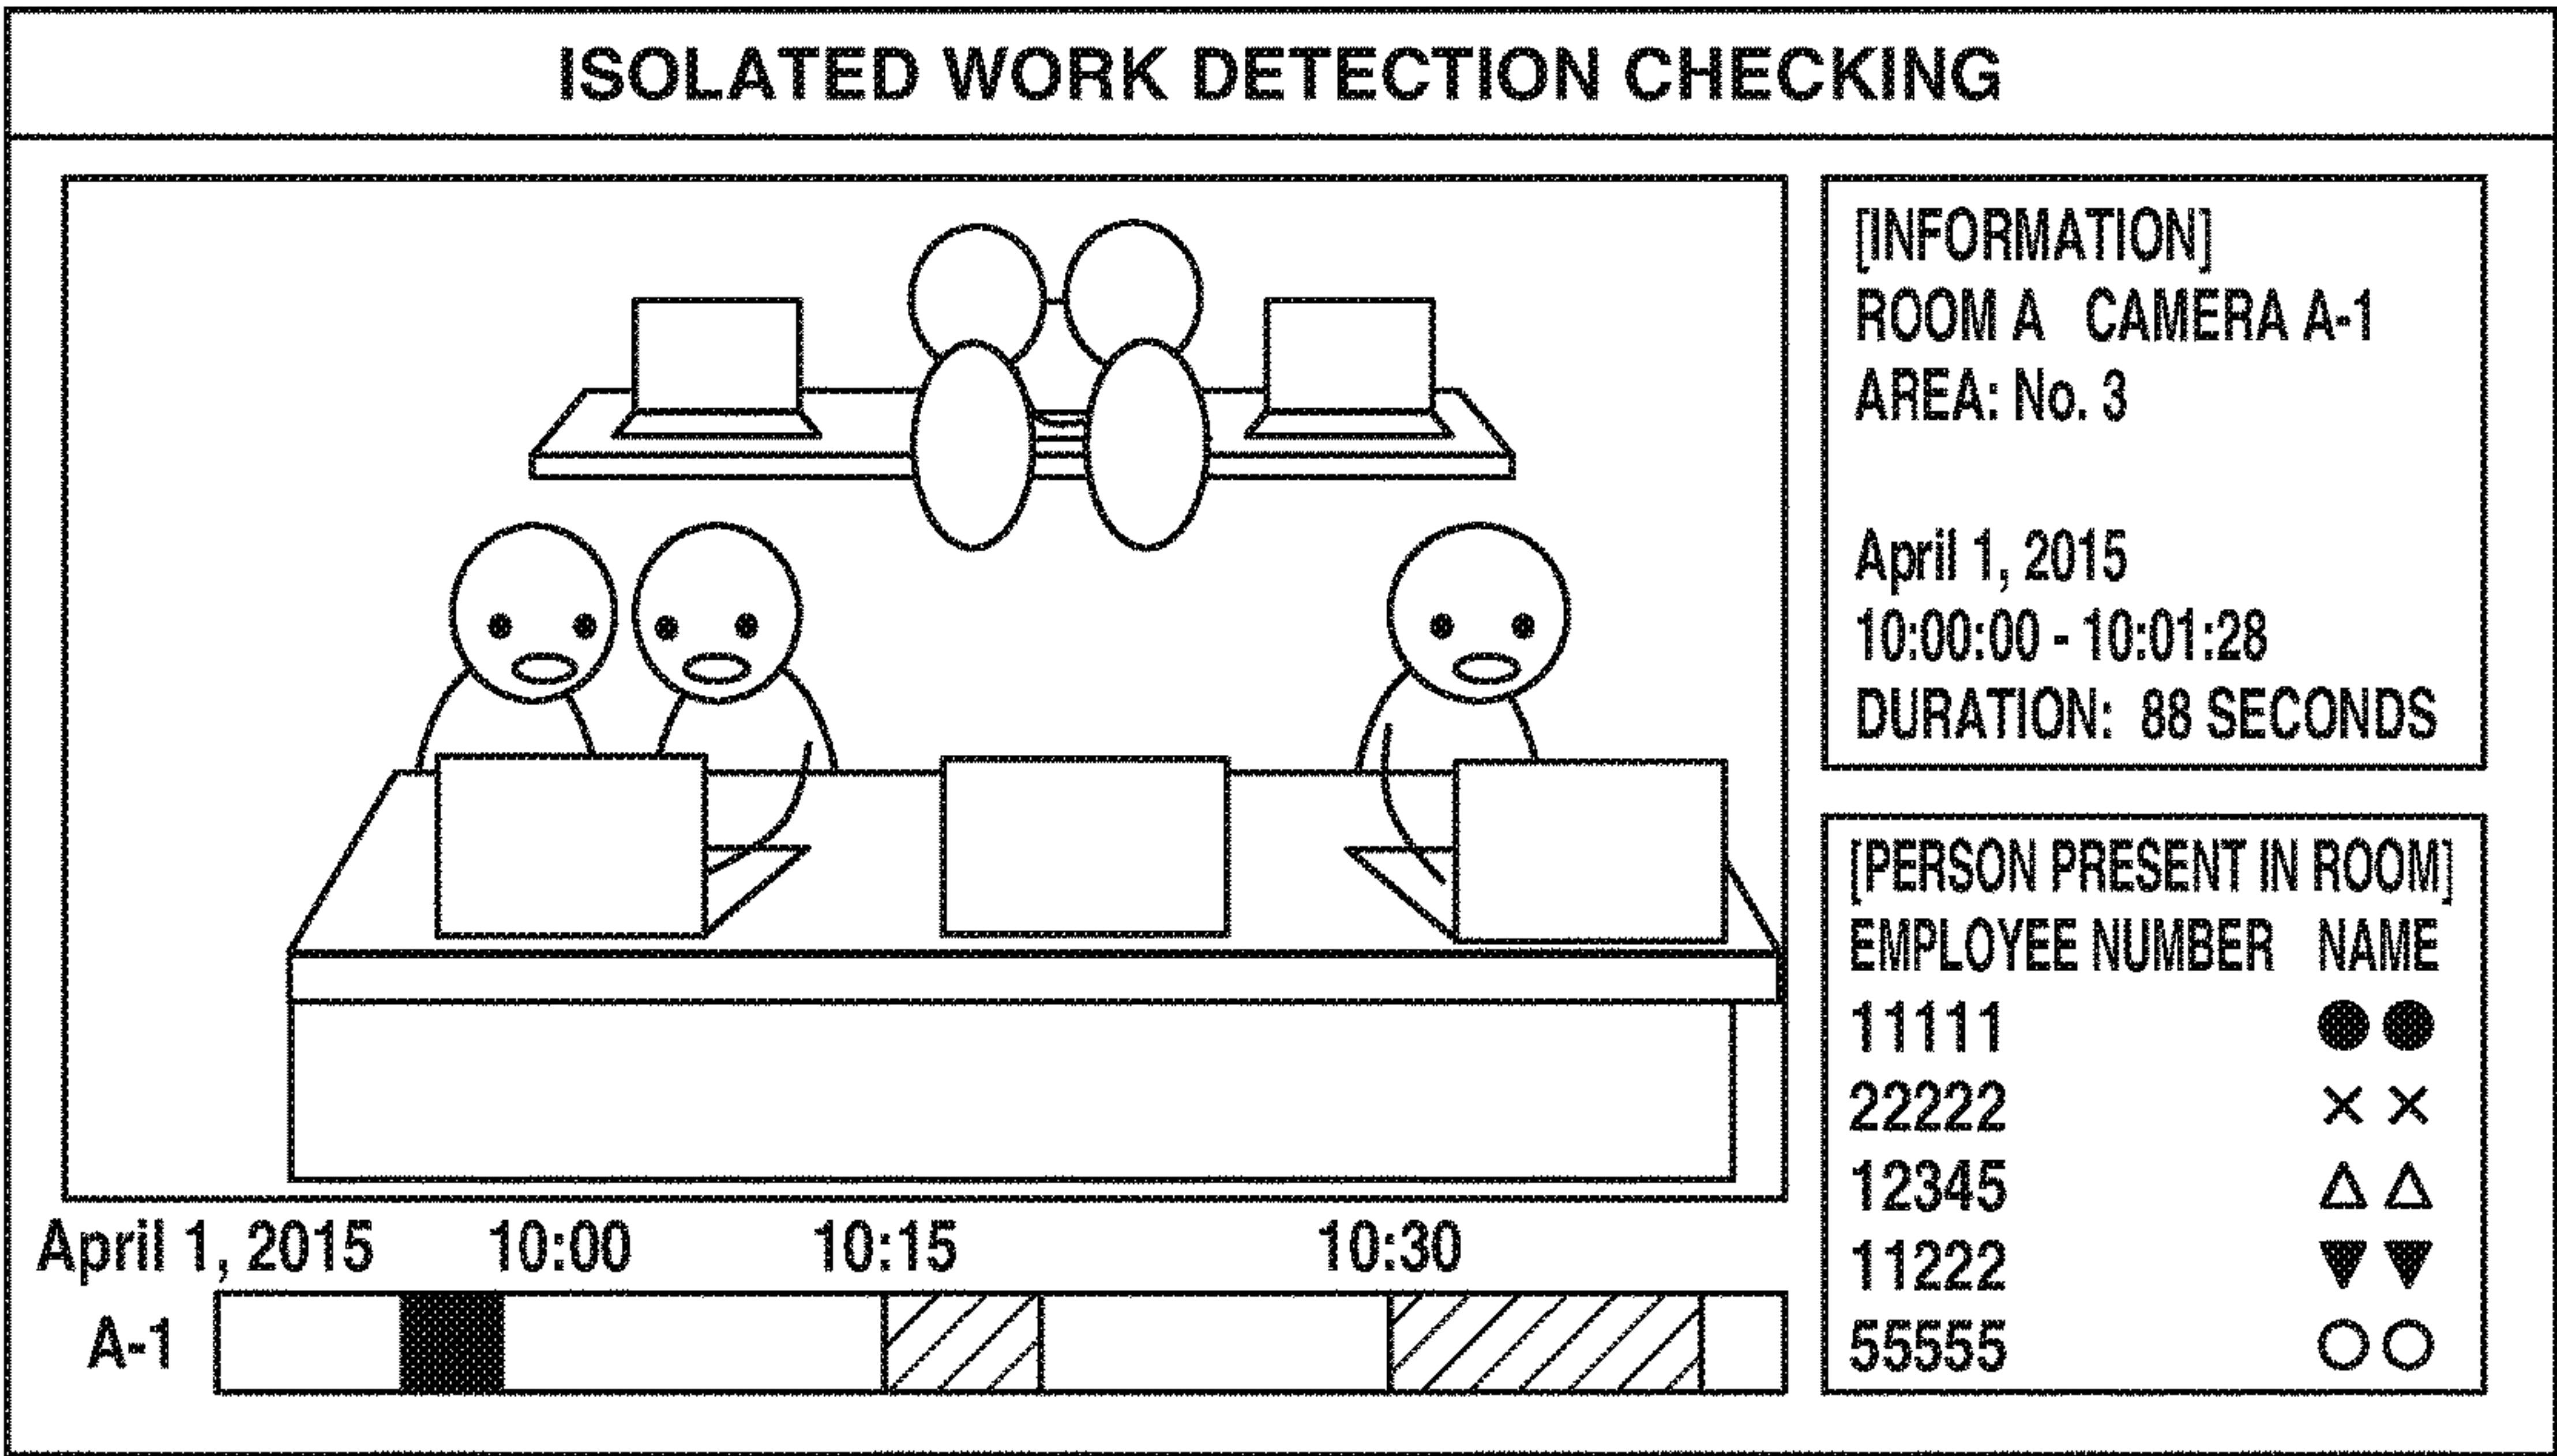 ISOLATED WORK DETECTION CHECKING
[INFORMATION]
ROOM A CAMERA A-1
AREA: No. 3
April 1, 2015
10:00:00 - 10:01:28
DURATION: 88 SECONDS
[PERSON PRESENT IN ROOM]
EMPLOYEE NUMBER NAME
11111 ●●
22222 ××
12345 △△
11222 ▼▼
55555 ○○
April 1, 2015 10:00 10:15 10:30
A-1